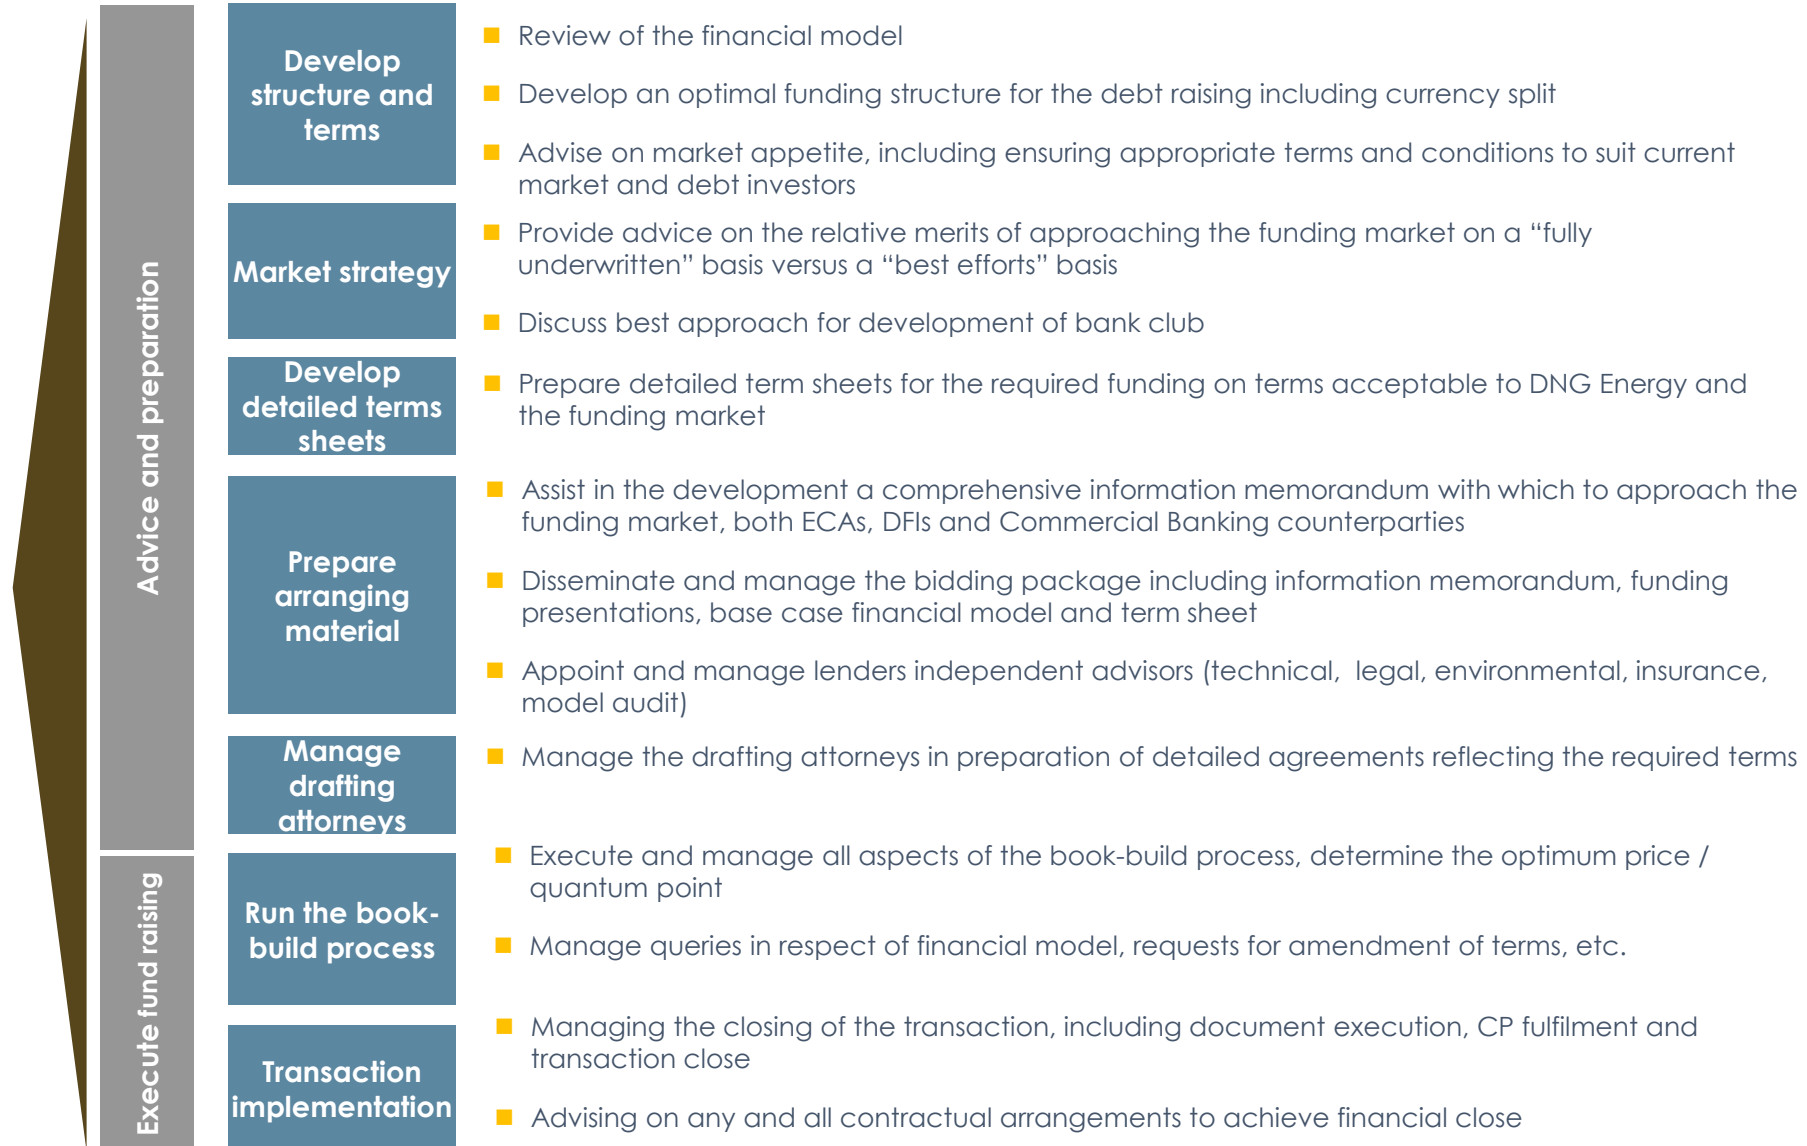 Advice and preparation
Develop
structure and
terms
Review of the financial model
Develop an optimal funding structure for the debt raising including currency split
Advise on market appetite, including ensuring appropriate terms and conditions to suit current
market and debt investors
Market strategy
Provide advice on the relative merits of approaching the funding market on a “fully
underwritten” basis versus a “best efforts” basis
Discuss best approach for development of bank club
Develop
detailed terms
sheets
Prepare detailed term sheets for the required funding on terms acceptable to DNG Energy and
the funding market
Prepare
arranging
material
Assist in the development a comprehensive information memorandum with which to approach the
funding market, both ECAs, DFIs and Commercial Banking counterparties
Disseminate and manage the bidding package including information memorandum, funding
presentations, base case financial model and term sheet
Appoint and manage lenders independent advisors (technical,  legal, environmental, insurance,
model audit)
Manage
drafting
attorneys
Manage the drafting attorneys in preparation of detailed agreements reflecting the required terms
Execute fund raising
Run the book-
build process
Execute and manage all aspects of the book-build process, determine the optimum price /
quantum point
Manage queries in respect of financial model, requests for amendment of terms, etc.
Transaction
implementation
Managing the closing of the transaction, including document execution, CP fulfilment and
transaction close
Advising on any and all contractual arrangements to achieve financial close